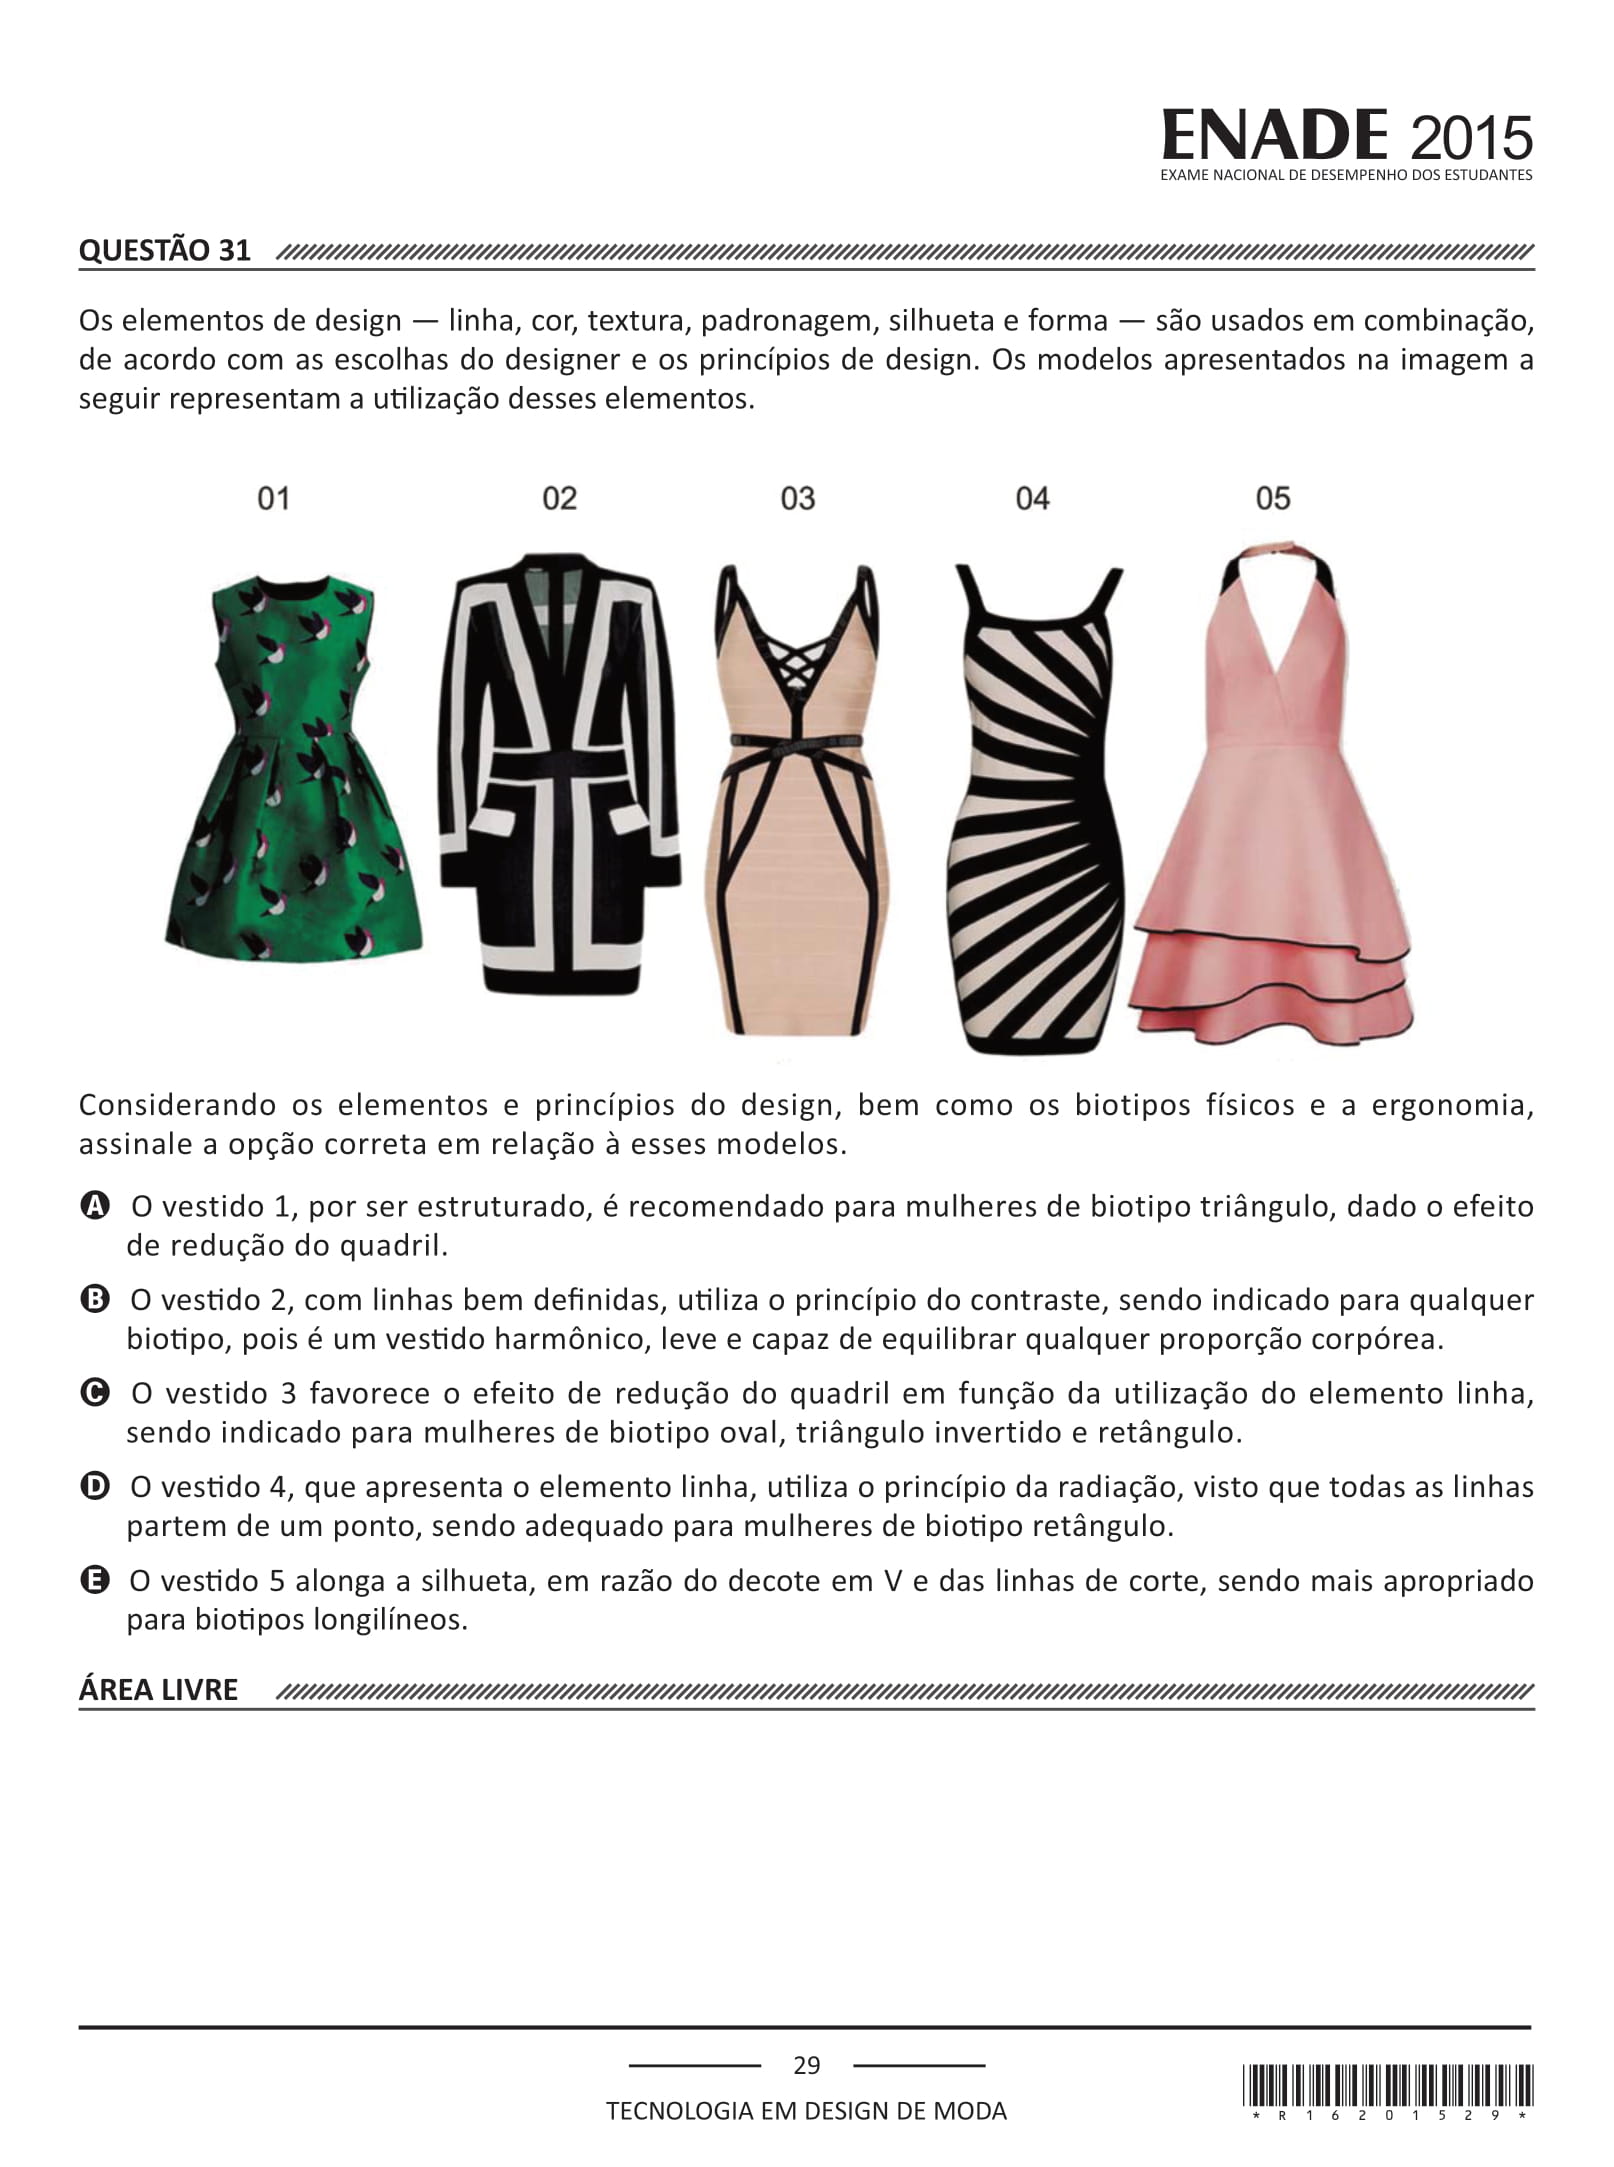 ENADE 2015
EXAME NACIONAL DE DESEMPENHO DOS ESTUDANTES
QUESTÃO 31
Os elementos de design — linha, cor, textura, padronagem, silhueta e forma — são usados em combinação,
de acordo com as escolhas do designer e os princípios de design. Os modelos apresentados na imagem a
seguir representam a utilização desses elementos.
01 02 03 04 05
Considerando os elementos e princípios do design, bem como os biotipos físicos e a ergonomia,
assinale a opção correta em relação à esses modelos.
A O vestido 1, por ser estruturado, é recomendado para mulheres de biotipo triângulo, dado o efeito
de redução do quadril.
B O vestido 2, com linhas bem definidas, utiliza o princípio do contraste, sendo indicado para qualquer
biotipo, pois é um vestido harmônico, leve e capaz de equilibrar qualquer proporção corpórea.
C O vestido 3 favorece o efeito de redução do quadril em função da utilização do elemento linha,
sendo indicado para mulheres de biotipo oval, triângulo invertido e retângulo.
D O vestido 4, que apresenta o elemento linha, utiliza o princípio da radiação, visto que todas as linhas
partem de um ponto, sendo adequado para mulheres de biotipo retângulo.
E O vestido 5 alonga a silhueta, em razão do decote em V e das linhas de corte, sendo mais apropriado
para biotipos longilíneos.
ÁREA LIVRE
29
TECNOLOGIA EM DESIGN DE MODA
*R16201529*